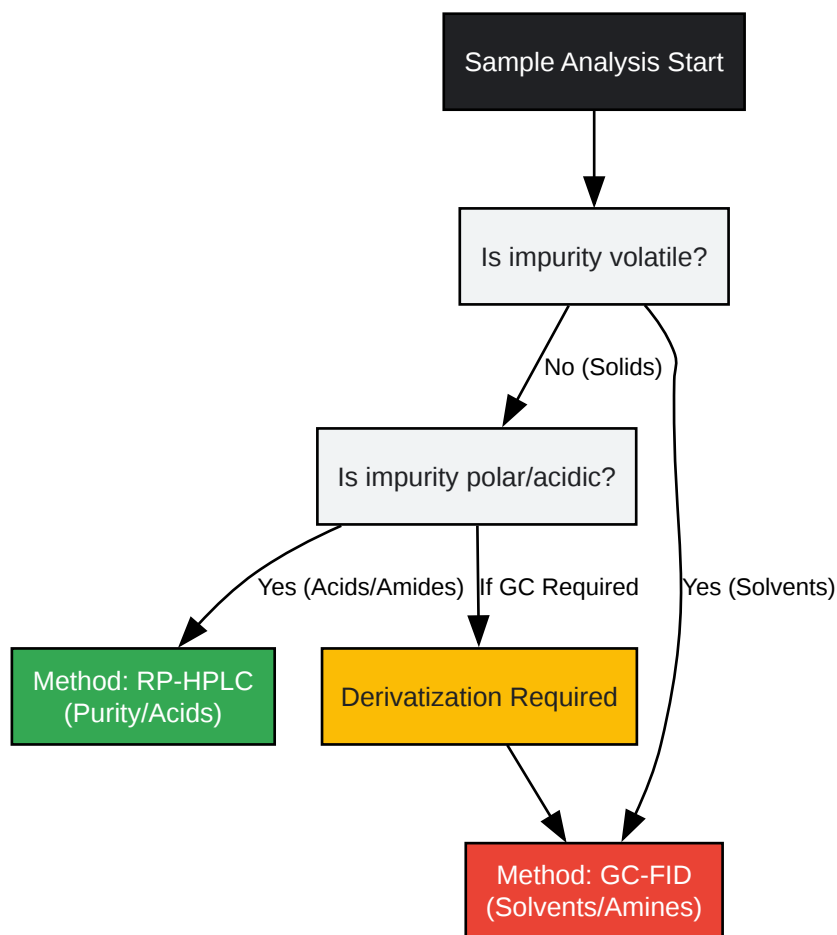 Sample Analysis Start
Is impurity volatile?
No (Solids)
Is impurity polar/acidic?
Yes (Acids/Amides)
If GC Required
Yes (Solvents)
Method: RP-HPLC
(Purity/Acids)
Derivatization Required
Method: GC-FID
(Solvents/Amines)